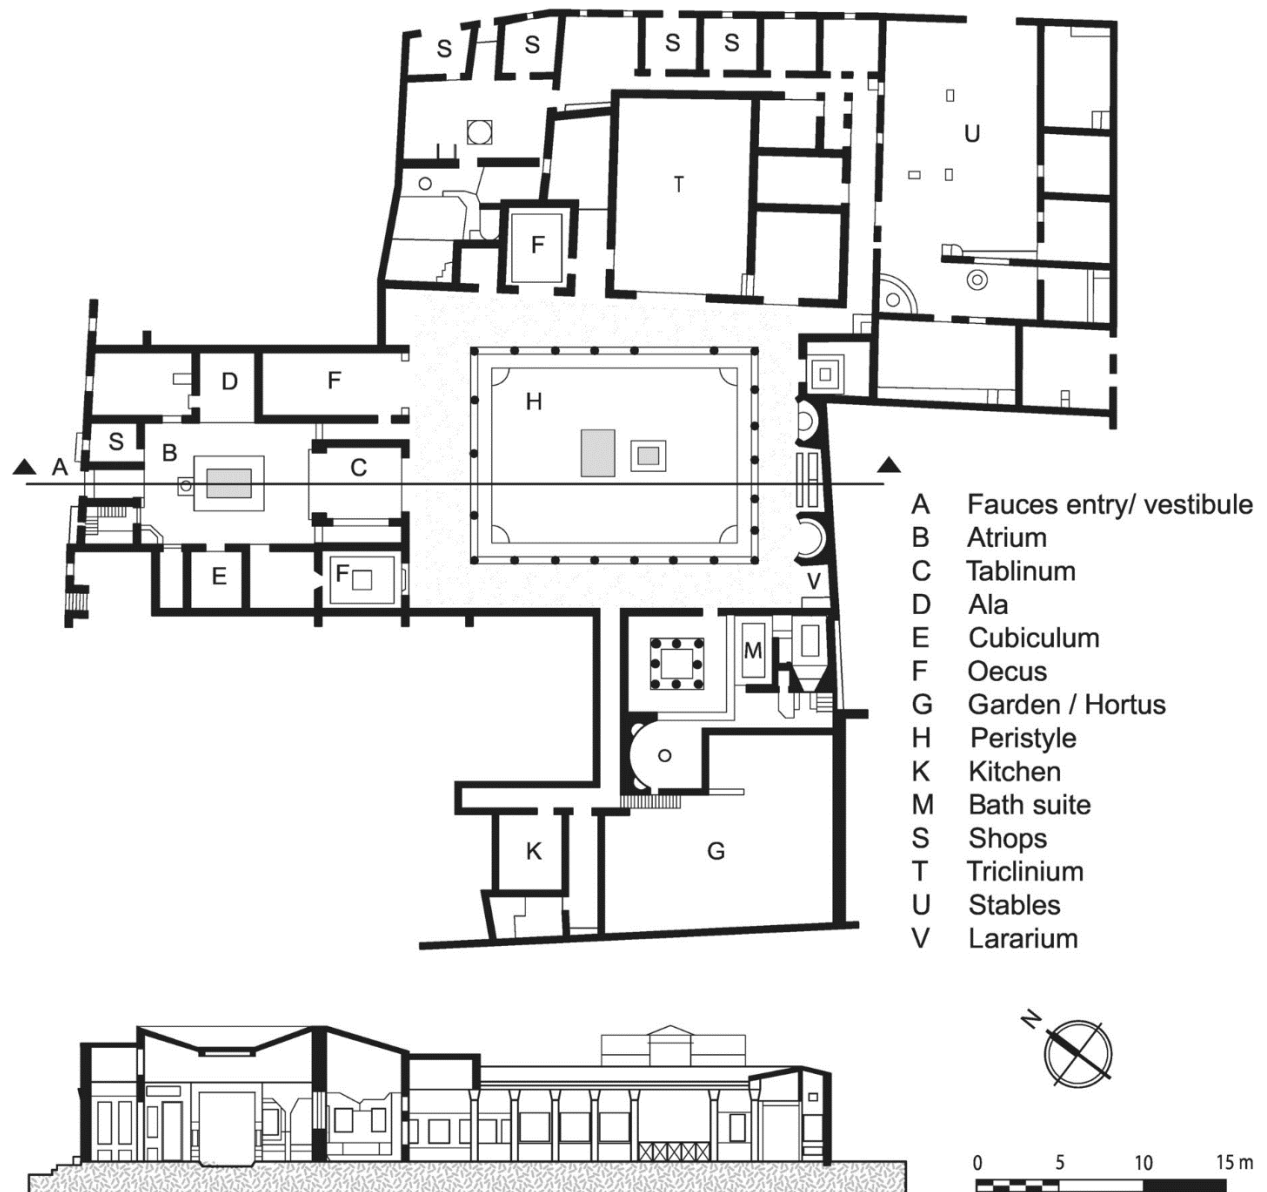 S
S
S
S
U
T
F
D
F
H
S
B
A
C
E
F
V
M
K
G
A Fauces entry/ vestibule
B Atrium
C Tablinum
D Ala
E Cubiculum
F Oecus
G Garden / Hortus
H Peristyle
K Kitchen
M Bath suite
S Shops
T Triclinium
U Stables
V Lararium
N
0 5 10 15 m